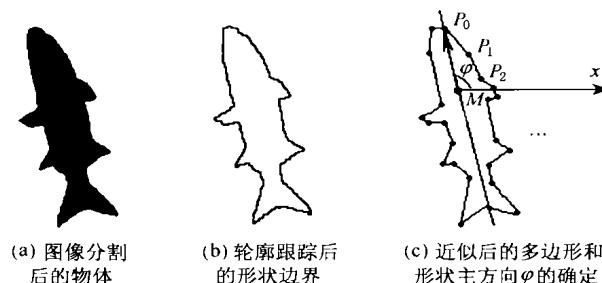 P₀
P₁
φ
P₂
x
M
...
(a) 图像分割
后的物体
(b) 轮廓跟踪后
的形状边界
(c) 近似后的多边形和
形状主方向φ的确定